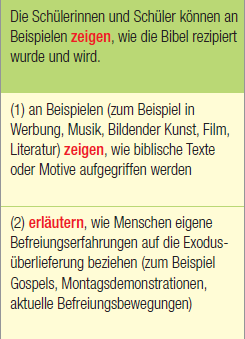 Die Schülerinnen und Schüler können an
Beispielen zeigen, wie die Bibel rezipiert
wurde und wird.
(1) an Beispielen (zum Beispiel in
Werbung, Musik, Bildender Kunst, Film,
Literatur) zeigen, wie biblische Texte
oder Motive aufgegriffen werden
(2) erläutern, wie Menschen eigene
Befreiungserfahrungen auf die Exodus-
überlieferung beziehen (zum Beispiel
Gospels, Montagsdemonstrationen,
aktuelle Befreiungsbewegungen)